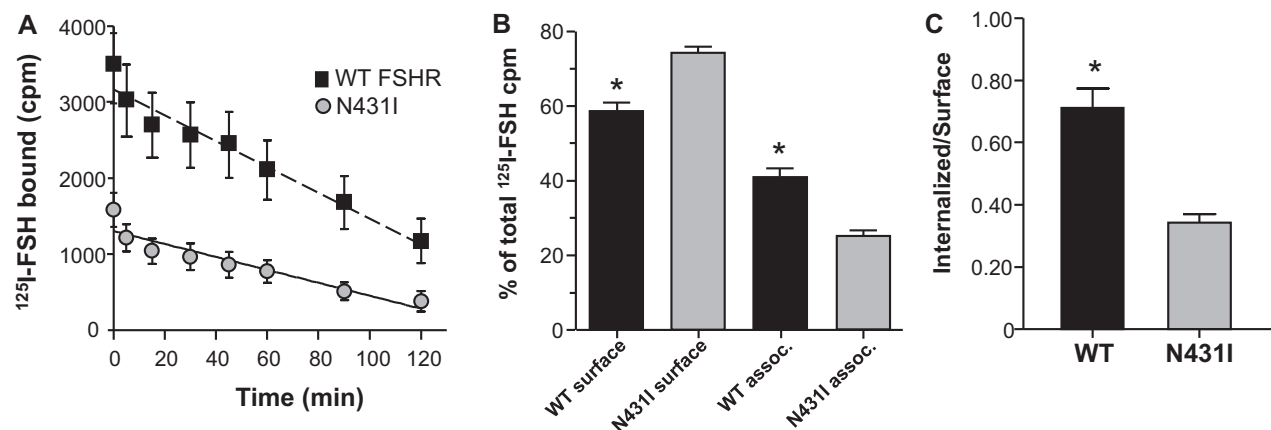 A
¹²⁵I-FSH bound (cpm)
4000
3000
2000
1000
0
0 20 40 60 80 100 120
Time (min)
WT FSHR
N431I
B
% of total ¹²⁵I-FSH cpm
80
60
40
20
0
*
*
WT surface
N431I surface
WT assoc.
N431I assoc.
C
Internalized/Surface
1.00
0.80
0.60
0.40
0.20
0
*
WT N431I